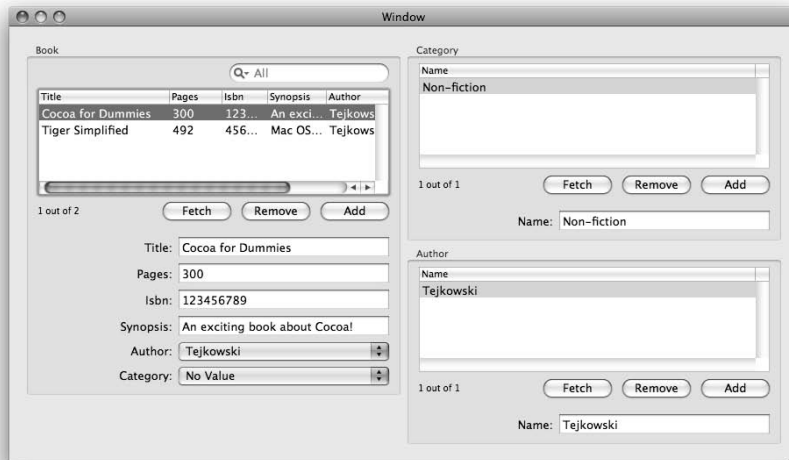 Window
Book
All
Title Pages Isbn Synopsis Author
Cocoa for Dummies 300 123... An exci... Tejkows
Tiger Simplified 492 456... Mac OS... Tejkows
1 out of 2 Fetch Remove Add
Title: Cocoa for Dummies
Pages: 300
Isbn: 123456789
Synopsis: An exciting book about Cocoa!
Author: Tejkowski
Category: No Value
Category
Name
Non-fiction
1 out of 1 Fetch Remove Add
Name: Non-fiction
Author
Name
Tejkowski
1 out of 1 Fetch Remove Add
Name: Tejkowski